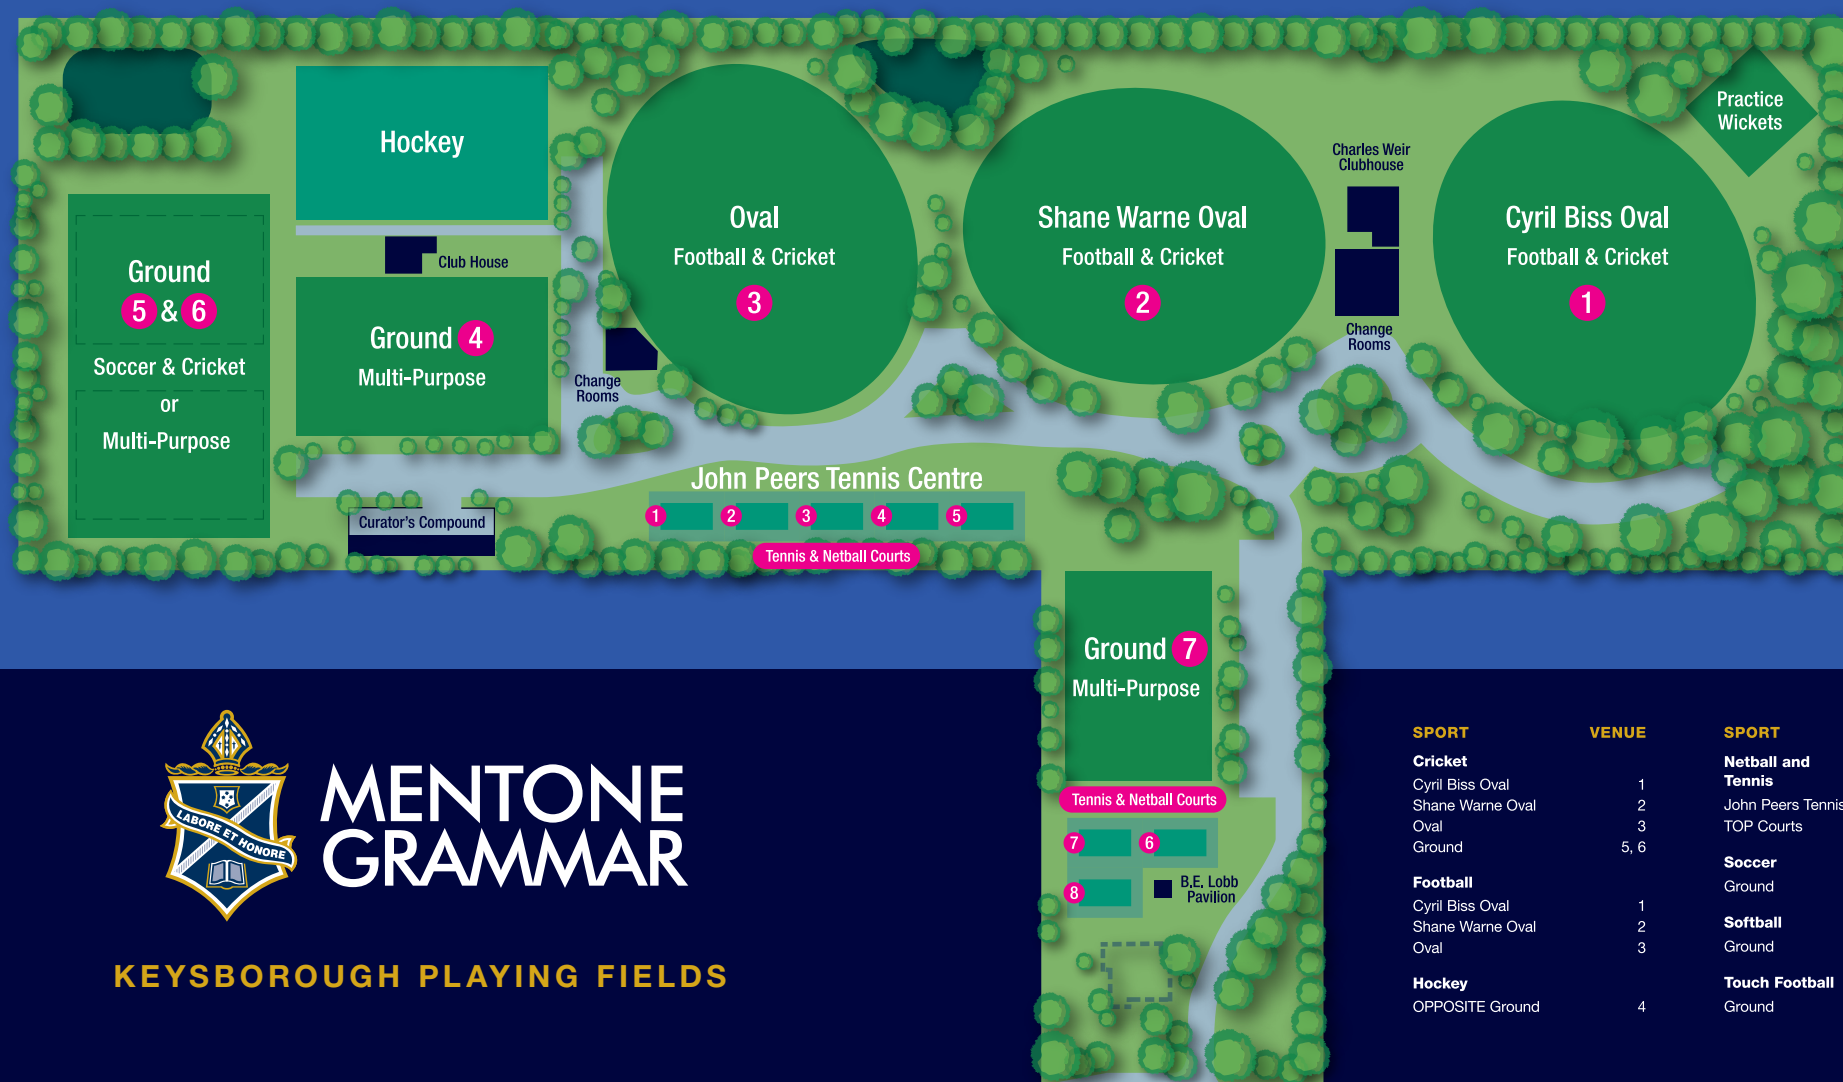 Practice
Wickets
Hockey
Charles Weir
Clubhouse
Oval
Football & Cricket
3
Shane Warne Oval
Football & Cricket
2
Cyril Biss Oval
Football & Cricket
1
Club House
Ground
5 & 6
Soccer & Cricket
or
Multi-Purpose
Ground 4
Multi-Purpose
Change
Rooms
Change
Rooms
John Peers Tennis Centre
1 2 3 4 5
Tennis & Netball Courts
Curator's Compound
Ground 7
Multi-Purpose
Tennis & Netball Courts
7 6
8
B.E. Lobb
Pavilion
LABORE ET HONORE
MENTONE
GRAMMAR
KEYSBOROUGH PLAYING FIELDS
SPORT VENUE
Cricket
Cyril Biss Oval 1
Shane Warne Oval 2
Oval 3
Ground 5, 6
Football
Cyril Biss Oval 1
Shane Warne Oval 2
Oval 3
Hockey
OPPOSITE Ground 4
SPORT
Netball and
Tennis
John Peers Tennis
TOP Courts
Soccer
Ground
Softball
Ground
Touch Football
Ground